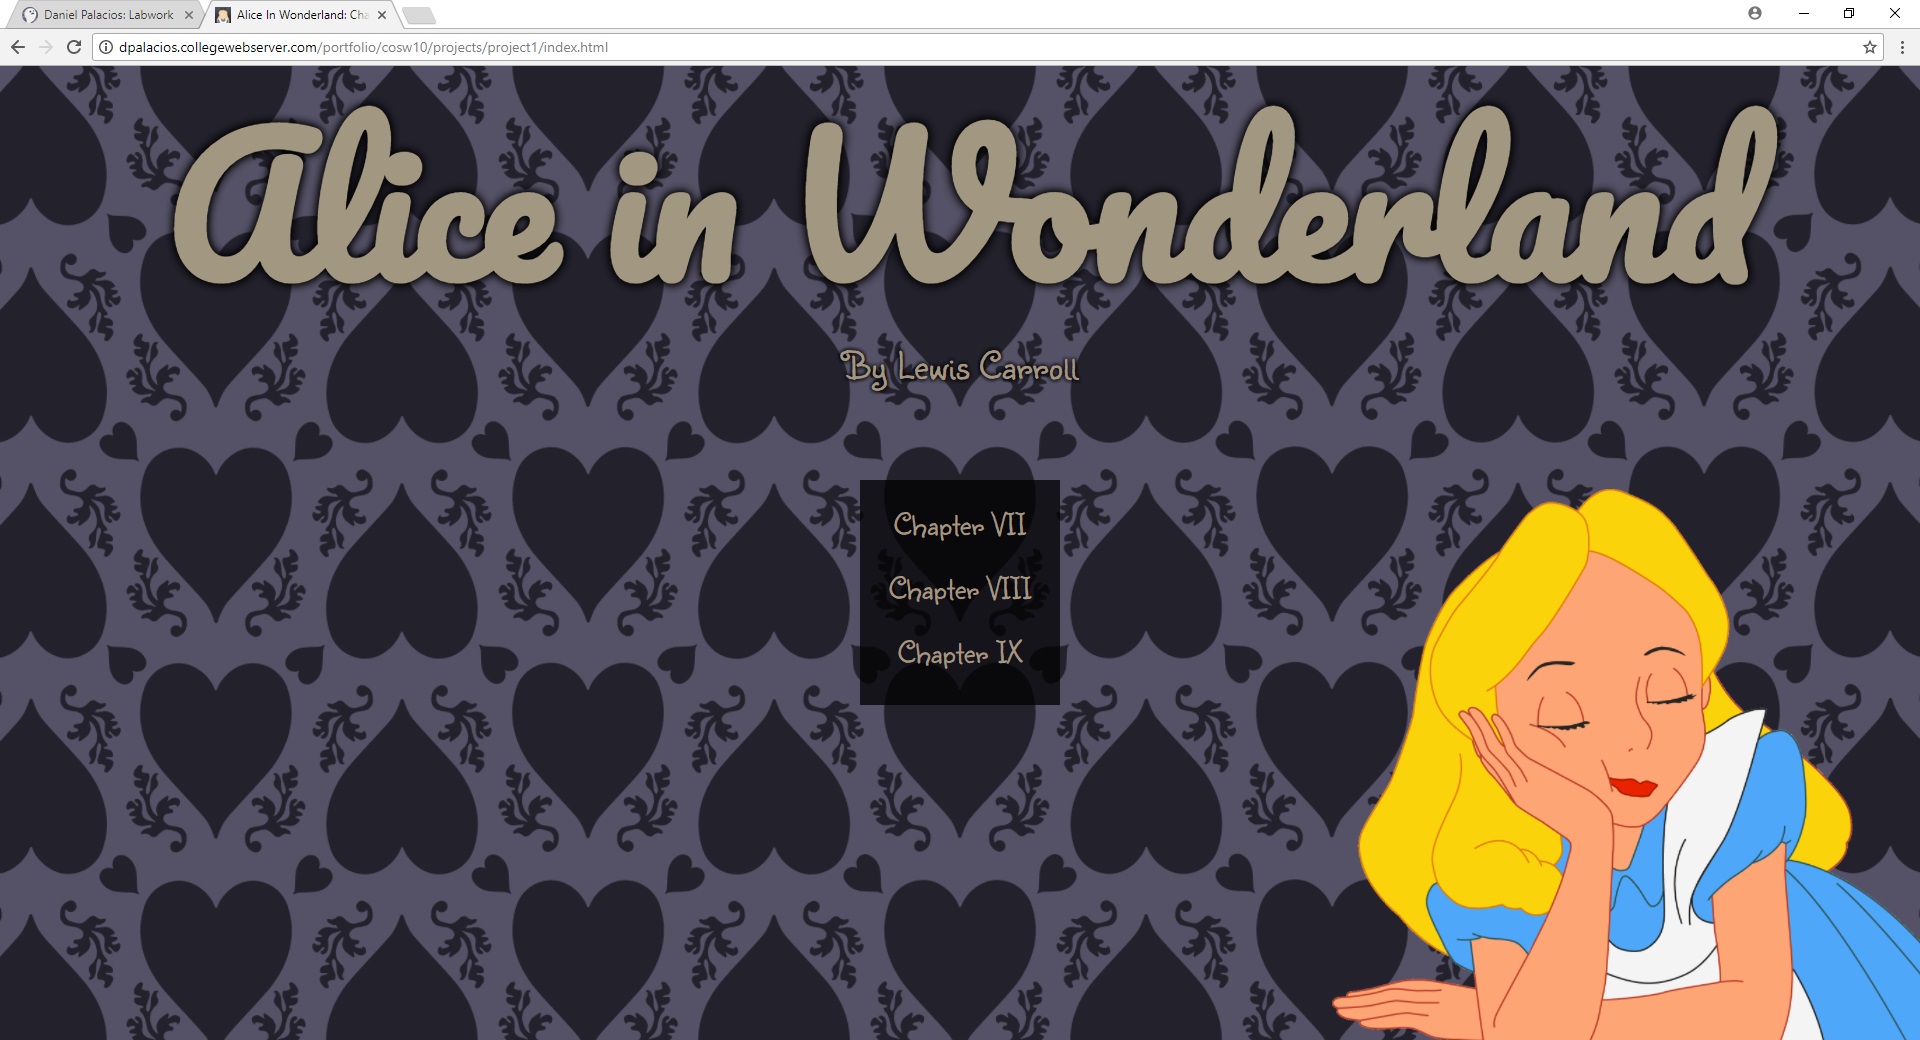 Daniel Palacios: Labwork
Alice In Wonderland: Cha
dpalacios.collegewebserver.com/portfolio/cosw10/projects/project1/index.html
Alice in Wonderland
By Lewis Carroll
Chapter VII
Chapter VIII
Chapter IX